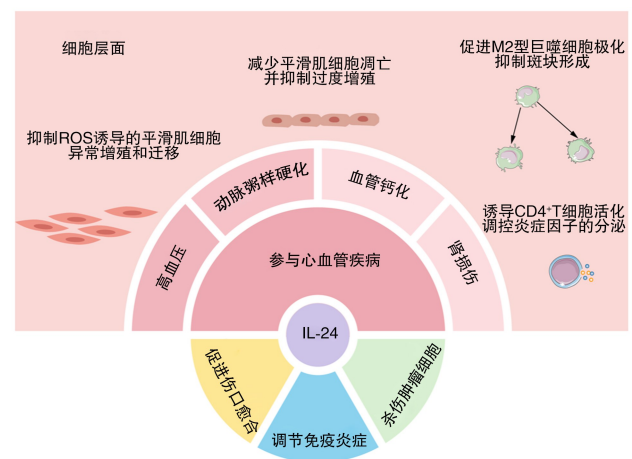 细胞层面
减少平滑肌细胞凋亡
并抑制过度增殖
促进M2型巨噬细胞极化
抑制斑块形成
抑制ROS诱导的平滑肌细胞
异常增殖和迁移
诱导CD4⁺T细胞活化
调控炎症因子的分泌
高血压
动脉粥样硬化
血管钙化
肾损伤
参与心血管疾病
IL-24
促进伤口愈合
调节免疫炎症
杀伤肿瘤细胞